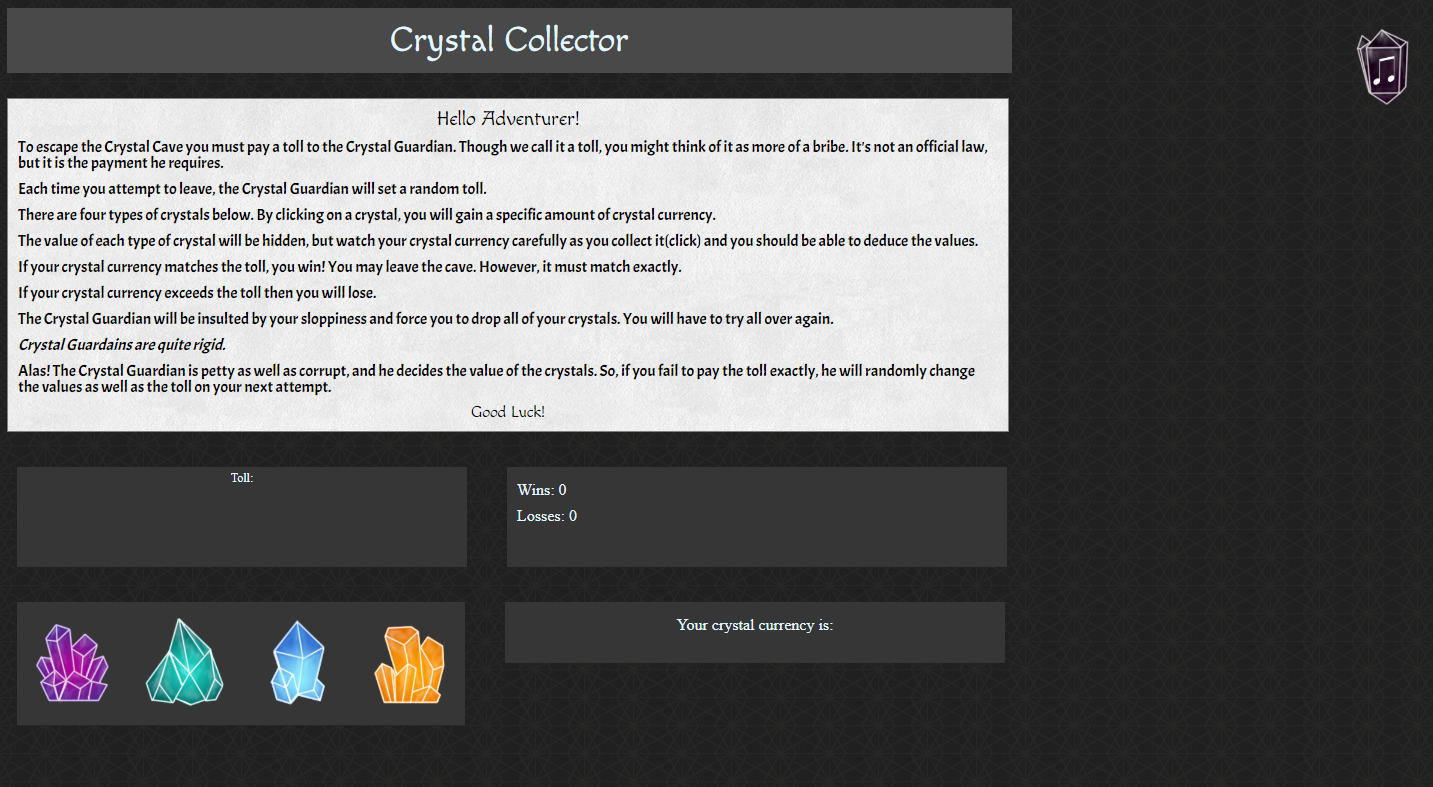 Crystal Collector
Hello Adventurer!
To escape the Crystal Cave you must pay a toll to the Crystal Guardian. Though we call it a toll, you might think of it as more of a bribe. It's not an official law,
but it is the payment he requires.
Each time you attempt to leave, the Crystal Guardian will set a random toll.
There are four types of crystals below. By clicking on a crystal, you will gain a specific amount of crystal currency.
The value of each type of crystal will be hidden, but watch your crystal currency carefully as you collect it(click) and you should be able to deduce the values.
If your crystal currency matches the toll, you win! You may leave the cave. However, it must match exactly.
If your crystal currency exceeds the toll then you will lose.
The Crystal Guardian will be insulted by your sloppiness and force you to drop all of your crystals. You will have to try all over again.
Crystal Guardains are quite rigid.
Alas! The Crystal Guardian is petty as well as corrupt, and he decides the value of the crystals. So, if you fail to pay the toll exactly, he will randomly change
the values as well as the toll on your next attempt.
Good Luck!
Toll:
Wins: 0
Losses: 0
Your crystal currency is: